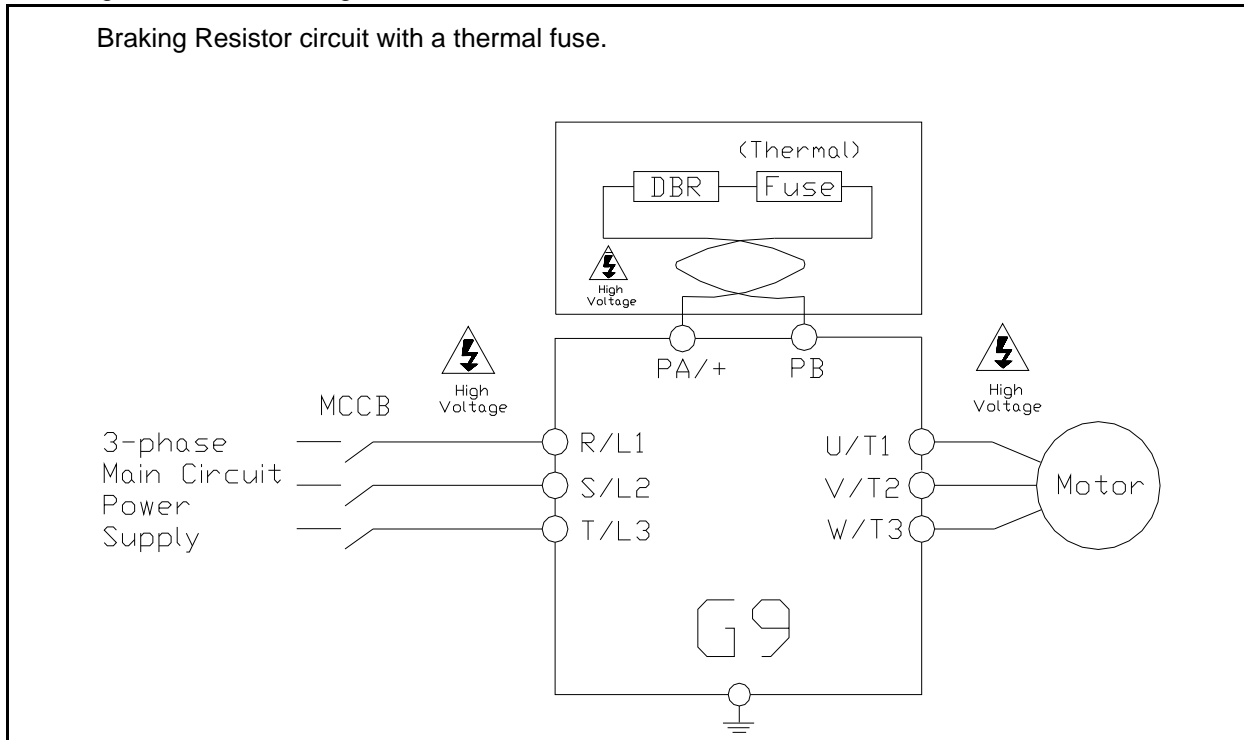 Braking Resistor circuit with a thermal fuse.
(Thermal)
DBR
Fuse
High
Voltage
PA/+
PB
High
Voltage
High
Voltage
MCCB
3-phase
Main Circuit
Power
Supply
R/L1
S/L2
T/L3
U/T1
V/T2
W/T3
Motor
G9